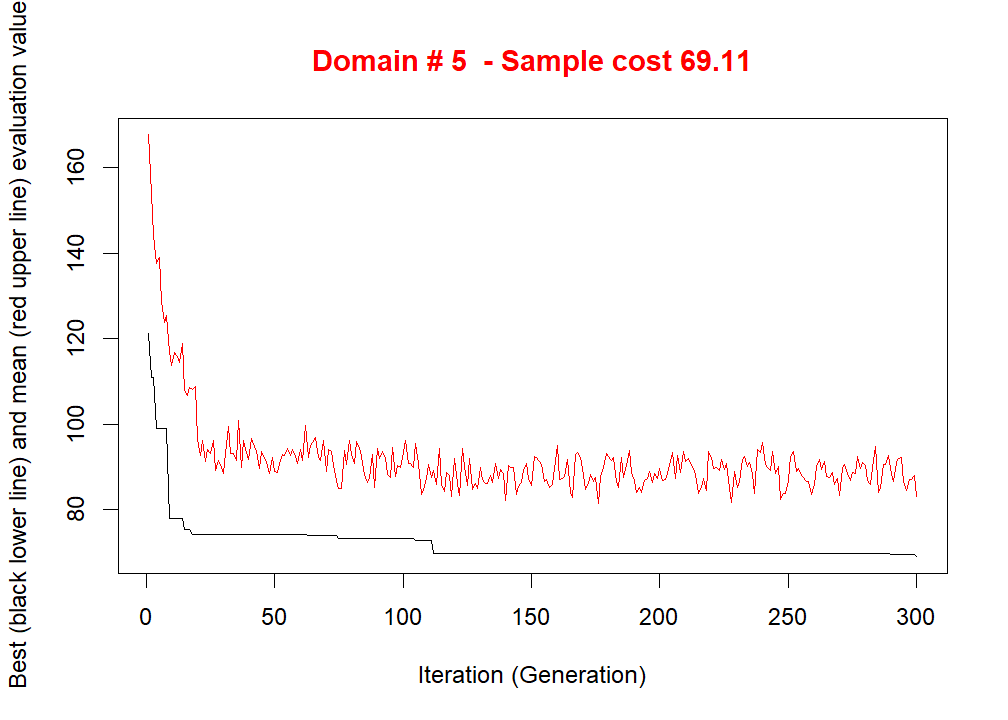 Domain # 5  - Sample cost 69.11
Best (black lower line) and mean (red upper line) evaluation value
160
140
120
100
80
0 50 100 150 200 250 300
Iteration (Generation)